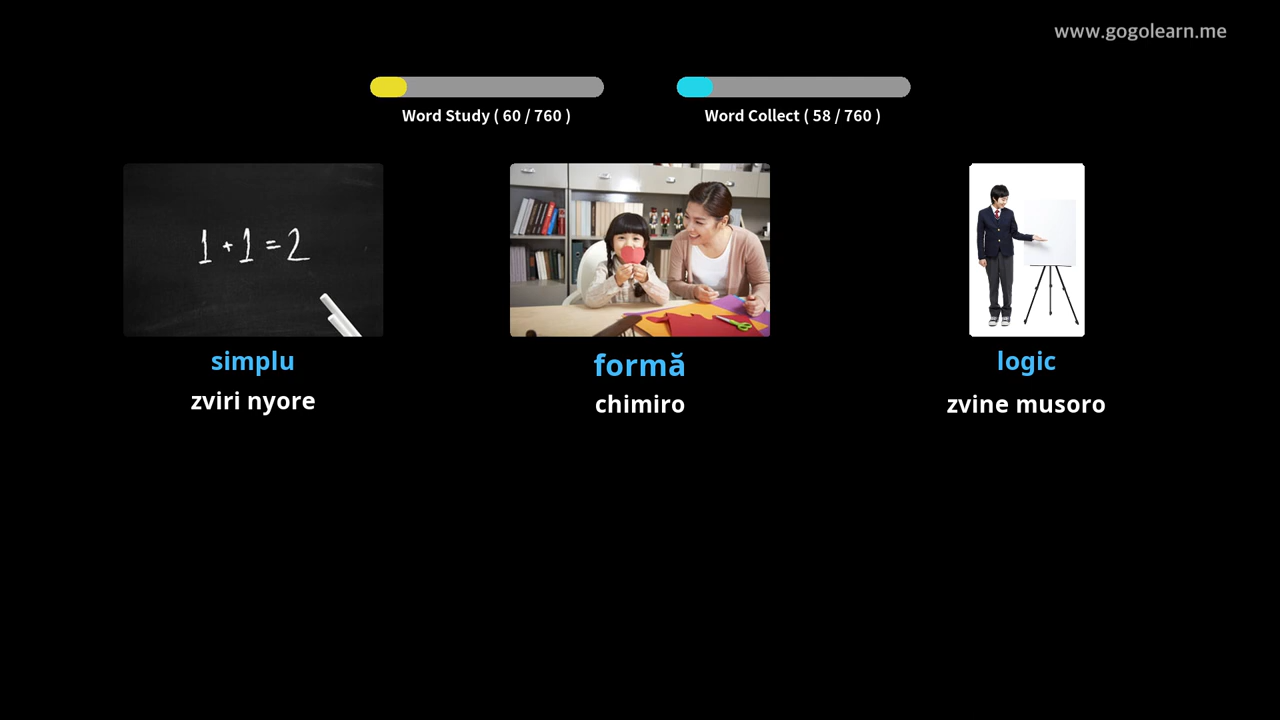 www.gogolearn.me
Word Study ( 60 / 760 )
Word Collect ( 58 / 760 )
1 + 1 = 2
simplu
zviri nyore
formă
chimiro
logic
zvine musoro